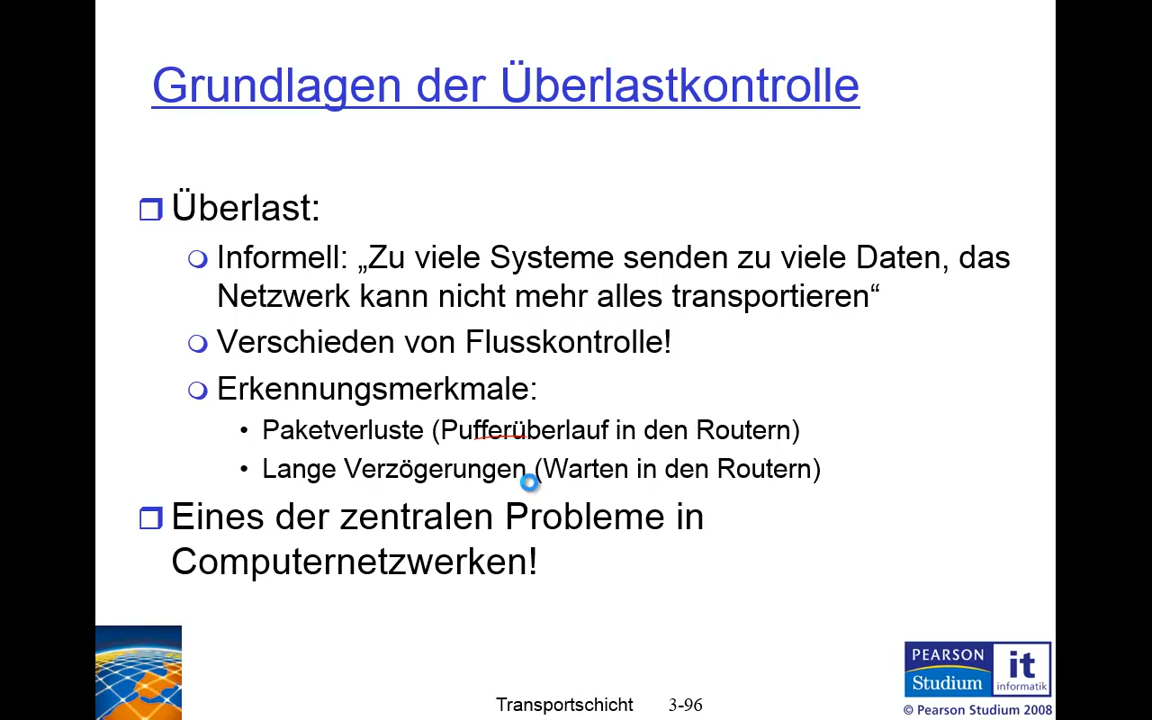 Grundlagen der Überlastkontrolle
Überlast:
Informell: „Zu viele Systeme senden zu viele Daten, das
Netzwerk kann nicht mehr alles transportieren“
Verschieden von Flusskontrolle!
Erkennungsmerkmale:
• Paketverluste (Pufferüberlauf in den Routern)
• Lange Verzögerungen (Warten in den Routern)
Eines der zentralen Probleme in
Computernetzwerken!
PEARSON
Studium
it
informatik
Transportschicht 3-96
© Pearson Studium 2008